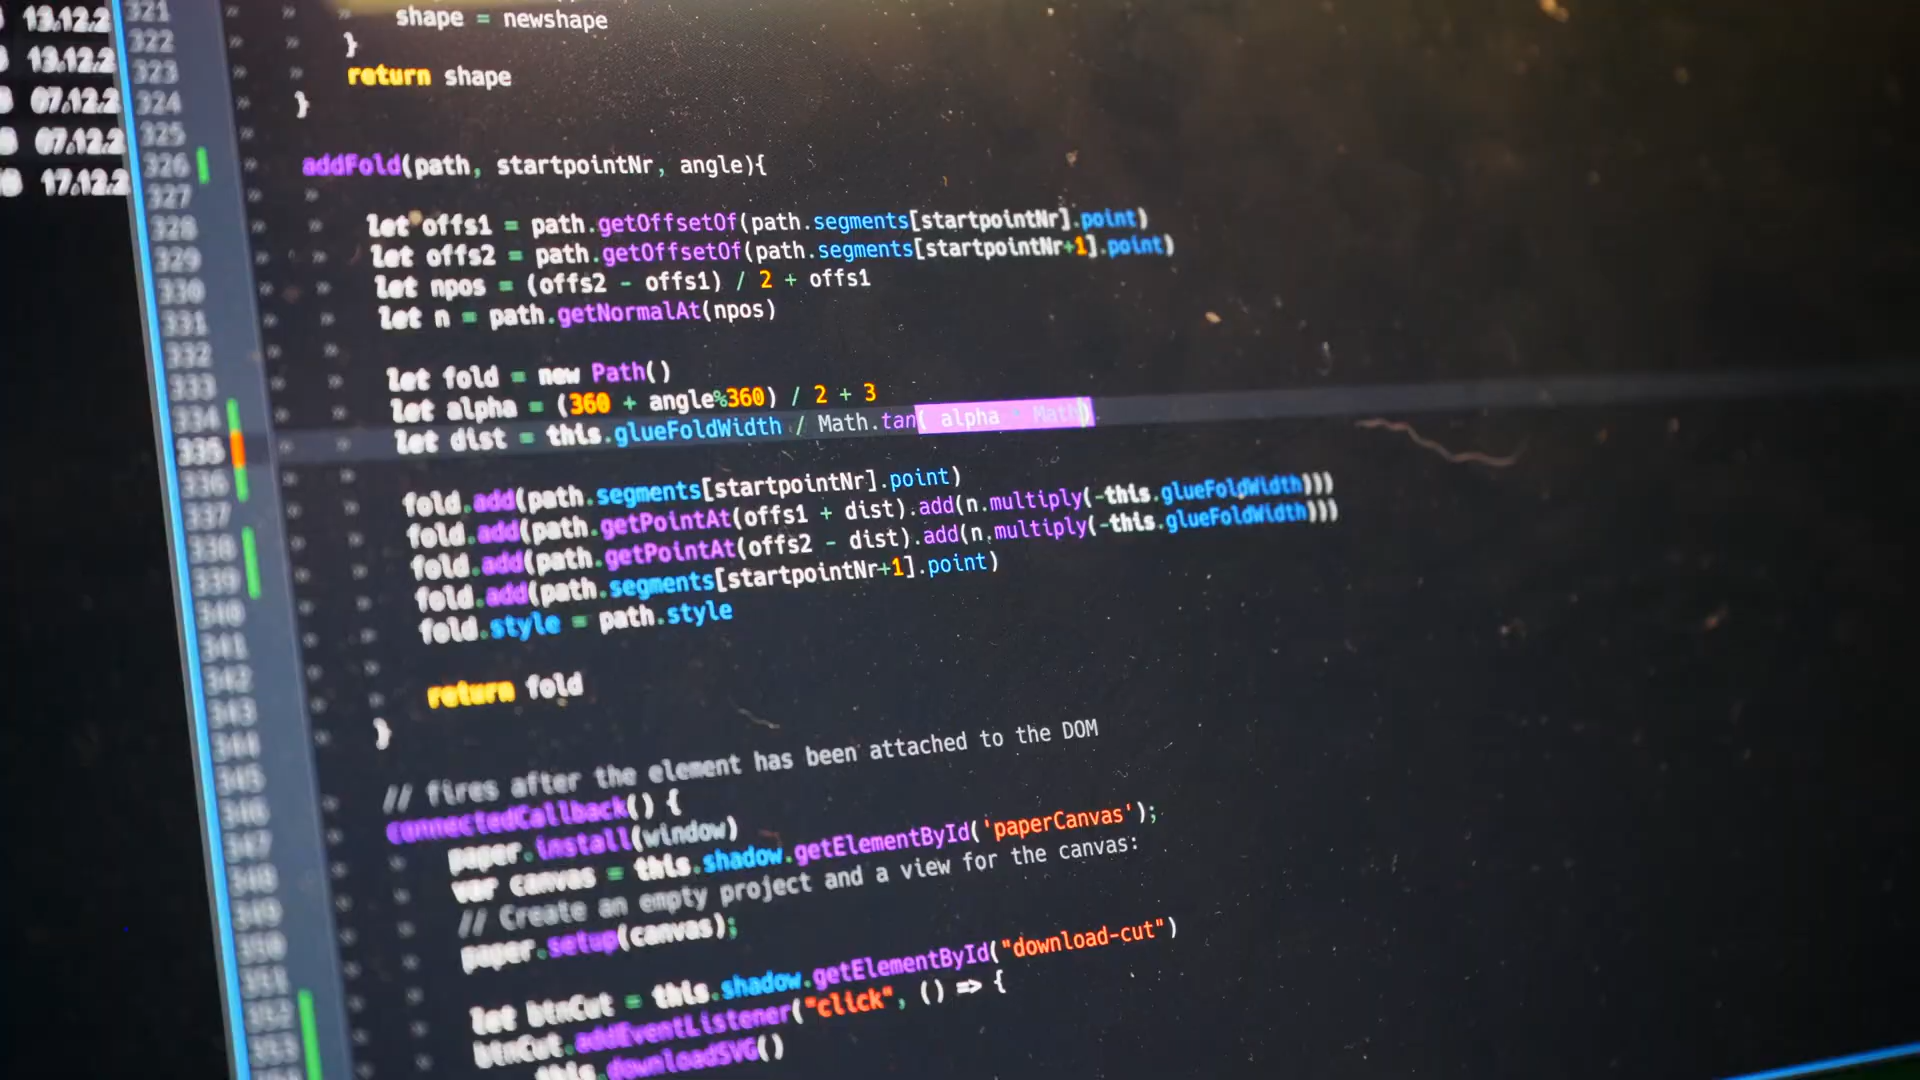 13.12.2
13.12.2
07.12.2
07.12.2
17.12.2
321 shape = newshape
322 }
323 return shape
324 }
325
326 addFold(path, startpointNr, angle){
327
328 let offs1 = path.getOffsetOf(path.segments[startpointNr].point)
329 let offs2 = path.getOffsetOf(path.segments[startpointNr+1].point)
330 let npos = (offs2 - offs1) / 2 + offs1
331 let n = path.getNormalAt(npos)
332
333 let fold = new Path()
334 let alpha = (360 + angle%360) / 2 + 3
335 let dist = this.glueFoldWidth / Math.tan( alpha * Math)
336
337 fold.add(path.segments[startpointNr].point)
338 fold.add(path.getPointAt(offs1 + dist).add(n.multiply(-this.glueFoldWidth)))
339 fold.add(path.getPointAt(offs2 - dist).add(n.multiply(-this.glueFoldWidth)))
340 fold.add(path.segments[startpointNr+1].point)
341 fold.style = path.style
342
343 return fold
344 }
345
346 // fires after the element has been attached to the DOM
347 connectedCallback() {
348 paper.install(window)
349 var canvas = this.shadow.getElementById('paperCanvas');
350 // Create an empty project and a view for the canvas:
351 paper.setup(canvas);
352
353 let btnCut = this.shadow.getElementById("download-cut")
btnCut.addEventListener("click", () => {
this.downloadSVG()